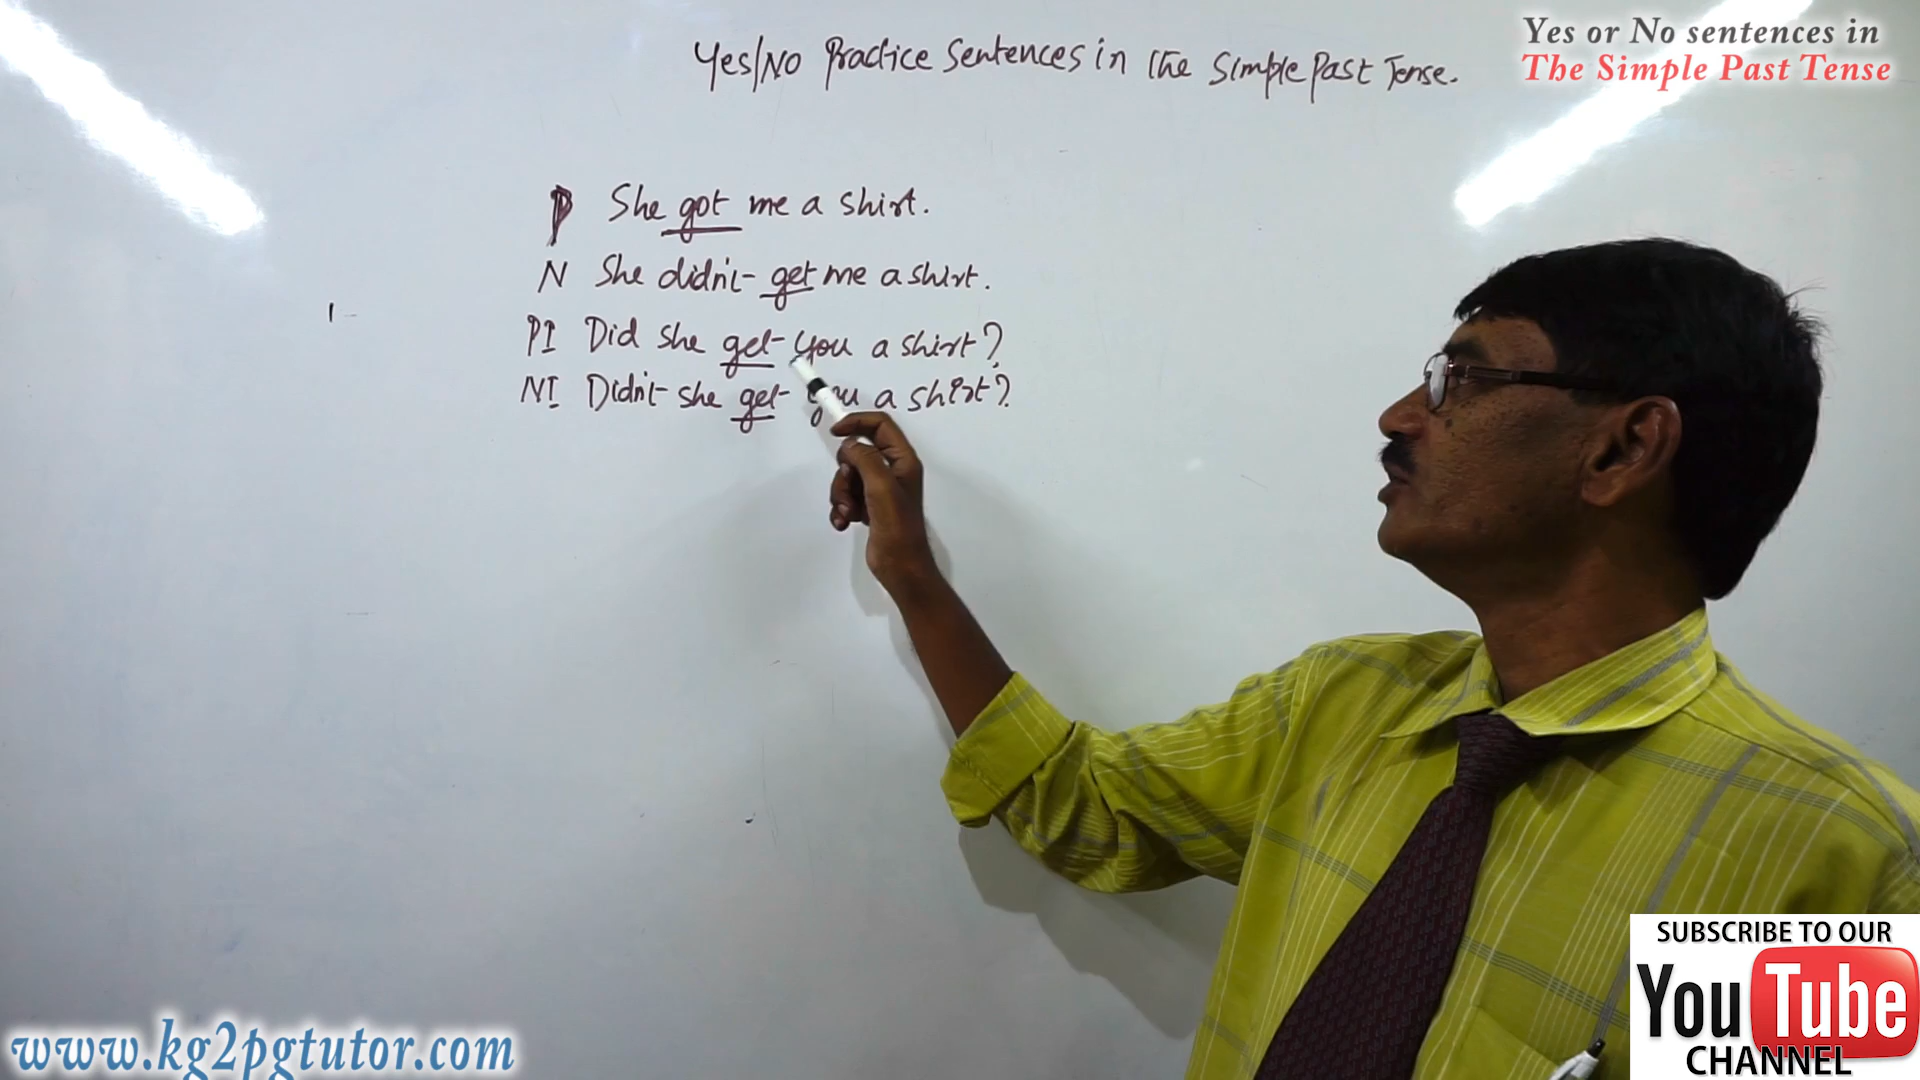 Yes or No sentences in
The Simple Past Tense
Yes/No Practice Sentences in the Simple Past Tense.
P She got me a shirt.
N She didn't get me a shirt.
PI Did she get you a shirt?
NI Didn't she get you a shirt?
SUBSCRIBE TO OUR
YouTube
CHANNEL
www.kg2pgtutor.com